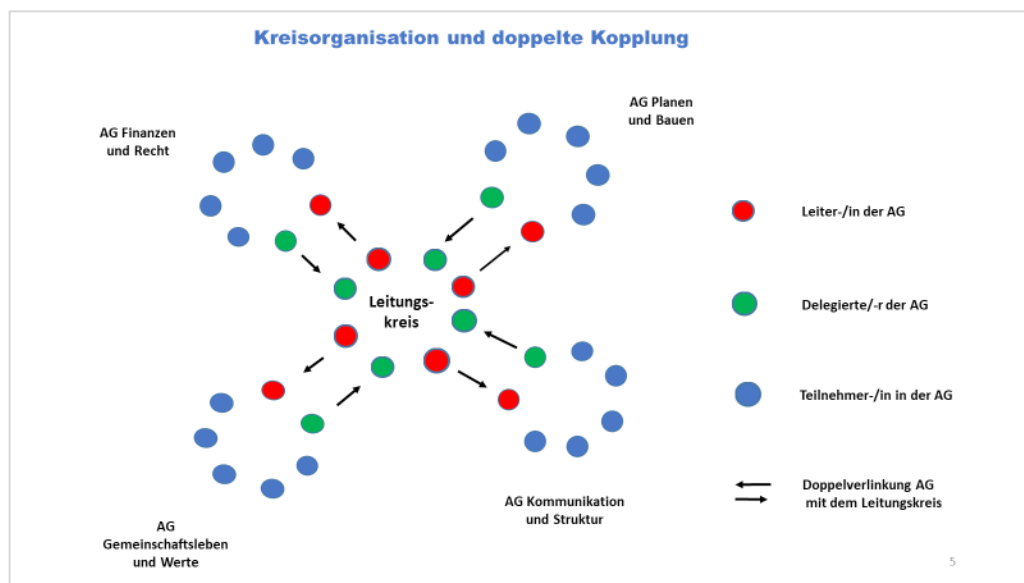 Kreisorganisation und doppelte Kopplung
AG Finanzen
und Recht
AG Planen
und Bauen
Leitungs-
kreis
AG
Gemeinschaftsleben
und Werte
AG Kommunikation
und Struktur
Leiter-/in der AG
Delegierte/-r der AG
Teilnehmer-/in in der AG
Doppelverlinkung AG
mit dem Leitungskreis
5